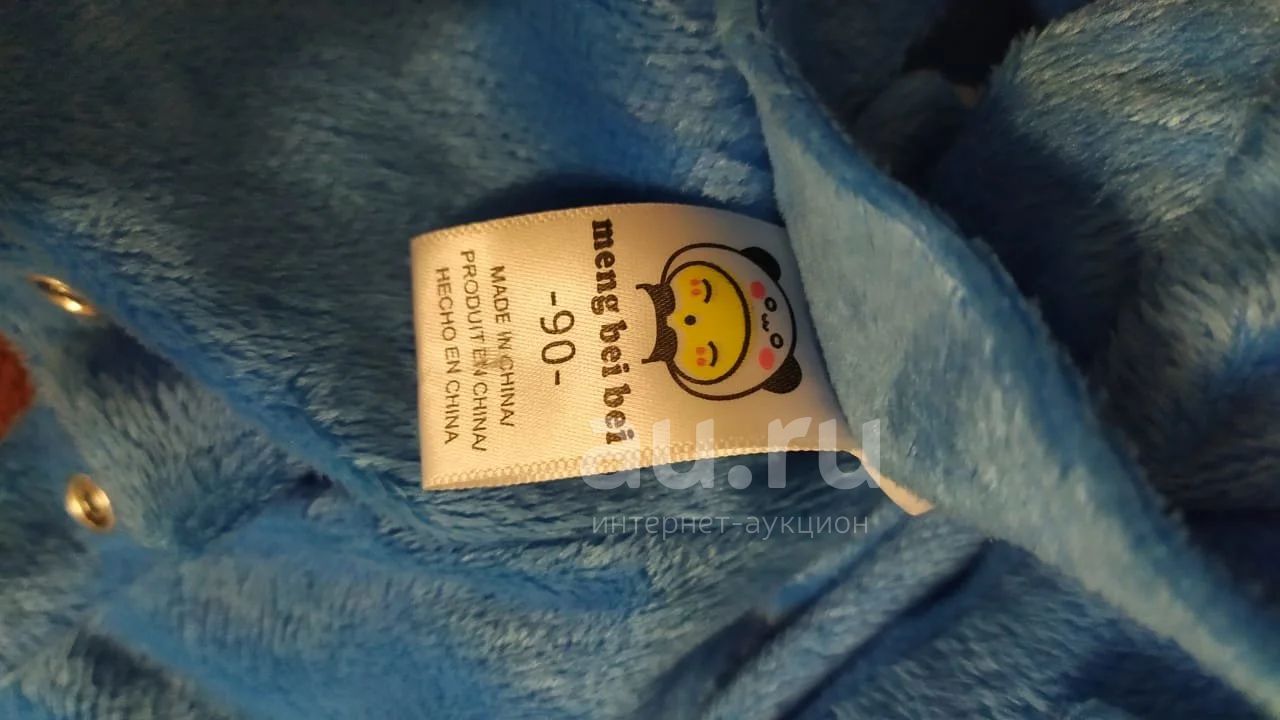 meng bei bei
-90-
MADE IN CHINA/
PRODUIT EN CHINA/
HECHO EN CHINA
au.ru
интернет-аукцион